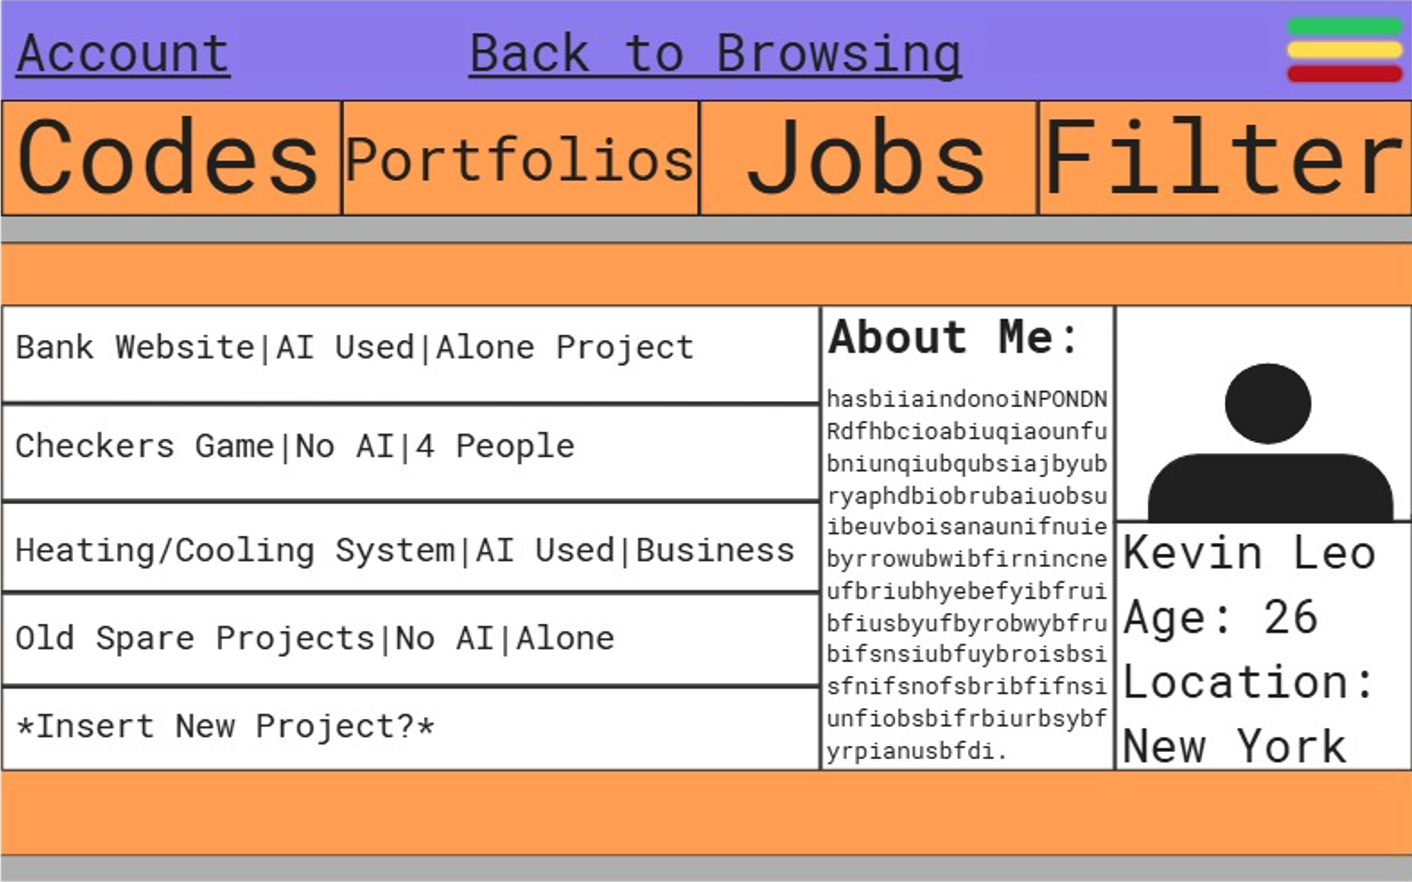 Account
Back to Browsing
Codes
Portfolios
Jobs
Filter
Bank Website|AI Used|Alone Project
Checkers Game|No AI|4 People
Heating/Cooling System|AI Used|Business
Old Spare Projects|No AI|Alone
*Insert New Project?*
About Me:
hasbiiaindonoiNPONDN
Rdfhbcioabiuqiaounfu
bniunqiubqubsiajbyub
ryaphdbiobrubaiuobsu
ibeuvboisanaunifnuie
byrrowubwibfirnincne
ufbriubhyebefyibfrui
bfiusbyufbyrobwybfru
bifsnsiubfuybroisbsi
sfnifsnofsbribfifnsi
unfiobsbifrbiurbsybf
yrpianusbfdi.
Kevin Leo
Age: 26
Location:
New York